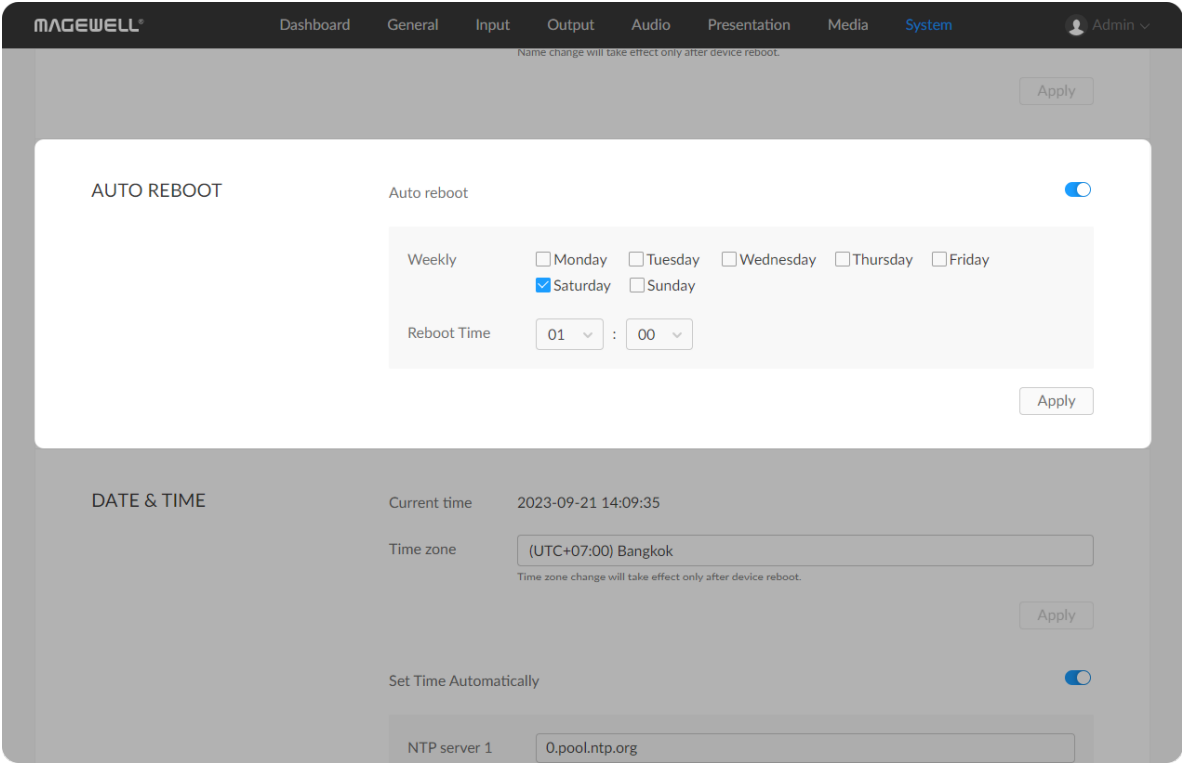 MAGEWELL® Dashboard General Input Output Audio Presentation Media System Admin
Name change will take effect only after device reboot.
Apply
AUTO REBOOT Auto reboot
Weekly Monday Tuesday Wednesday Thursday Friday
Saturday Sunday
Reboot Time 01 : 00
Apply
DATE & TIME Current time 2023-09-21 14:09:35
Time zone (UTC+07:00) Bangkok
Time zone change will take effect only after device reboot.
Apply
Set Time Automatically
NTP server 1 0.pool.ntp.org